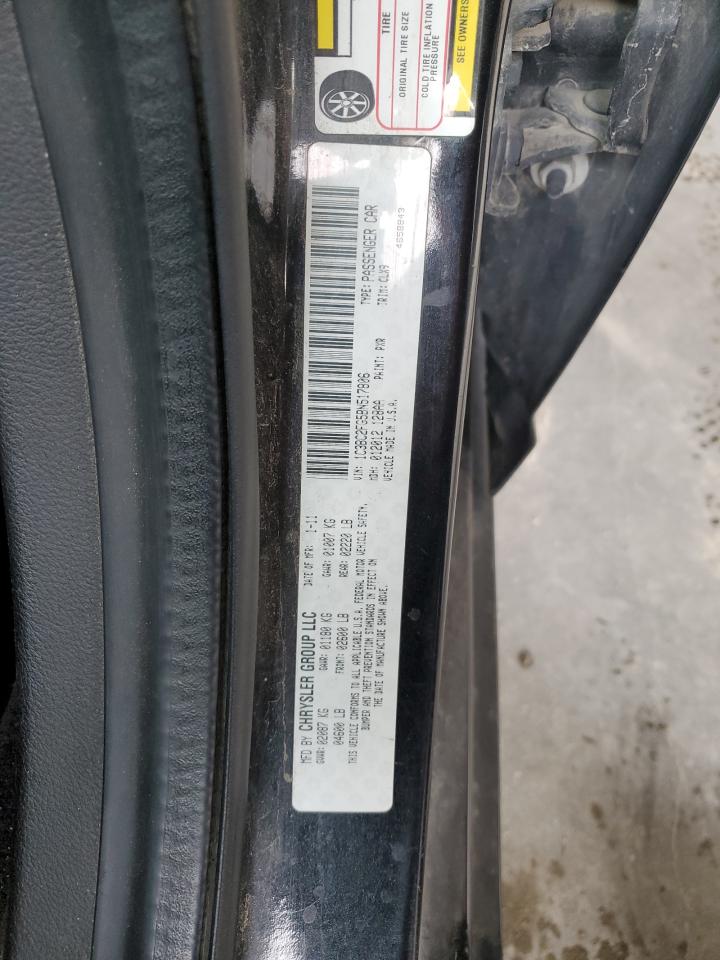 TIRE
ORIGINAL TIRE SIZE
COLD TIRE INFLATION
PRESSURE
SEE OWNERS
MFD BY CHRYSLER GROUP LLC DATE OF MFR: 1-11
GVWR: 02087 KG GAWR: 01180 KG GAWR: 01007 KG
04600 LB FRONT: 02600 LB REAR: 02220 LB
THIS VEHICLE CONFORMS TO ALL APPLICABLE U.S.A. FEDERAL MOTOR VEHICLE SAFETY,
BUMPER AND THEFT PREVENTION STANDARDS IN EFFECT ON
THE DATE OF MANUFACTURE SHOWN ABOVE.
VIN: 1C3BC2FG5BN517806 TYPE: PASSENGER CAR
MDH: 012012 128AA PAINT: PXR TRIM: CLX9
VEHICLE MADE IN U.S.A. 4658843